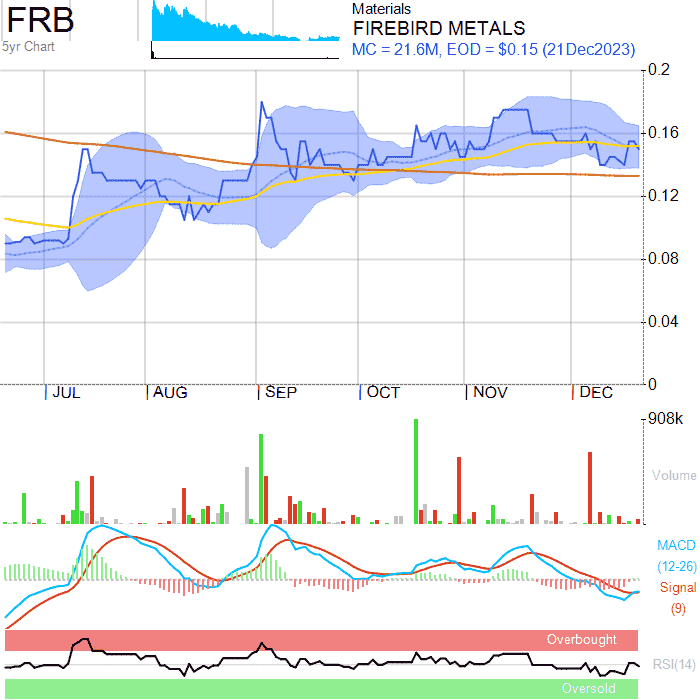 FRB
5yr Chart
Materials
FIREBIRD METALS
MC = 21.6M, EOD = $0.15 (21Dec2023)
0.2
0.16
0.12
0.08
0.04
0
JUL AUG SEP OCT NOV DEC
908k
Volume
MACD
(12-26)
Signal
(9)
Overbought
RSI(14)
Oversold